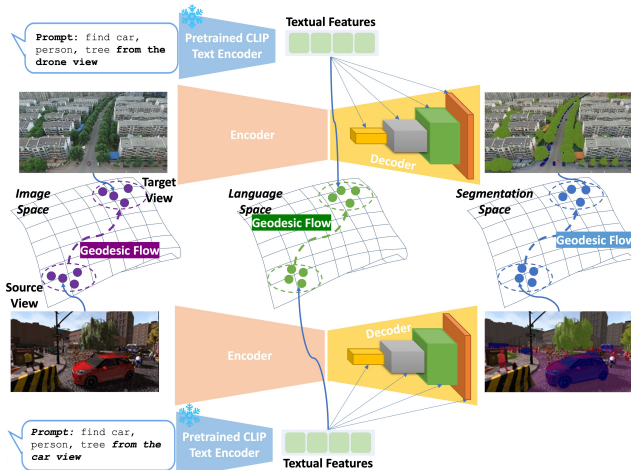 Textual Features
Prompt: find car,
person, tree from the
drone view
Pretrained CLIP
Text Encoder
Encoder
Decoder
Image
Space
Target
View
Language
Space
Segmentation
Space
Geodesic Flow
Geodesic Flow
Geodesic Flow
Source
View
Decoder
Encoder
Prompt: find car,
person, tree from the
car view
Pretrained CLIP
Text Encoder
Textual Features